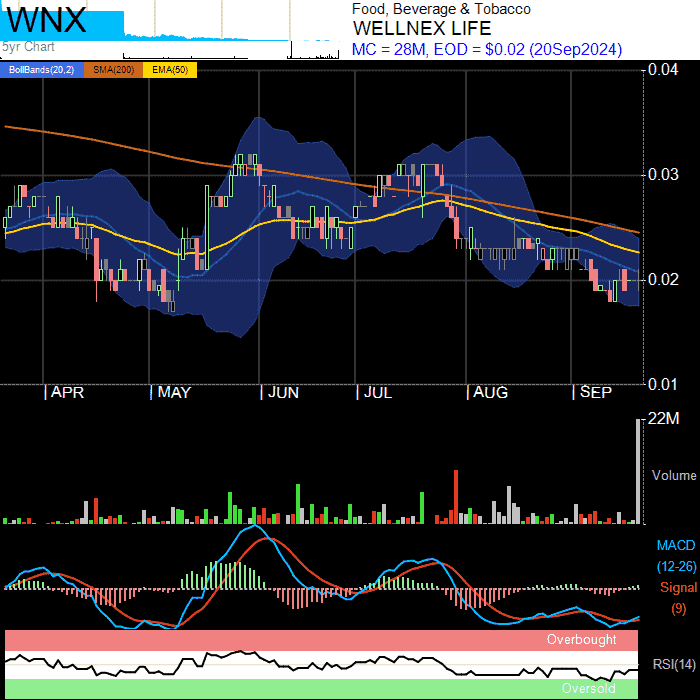 WNX
5yr Chart
Food, Beverage & Tobacco
WELLNEX LIFE
MC = 28M, EOD = $0.02 (20Sep2024)
BollBands(20,2) SMA(200) EMA(50)
0.04
0.03
0.02
0.01
APR MAY JUN JUL AUG SEP
22M
Volume
MACD
(12-26)
Signal
(9)
Overbought
RSI(14)
Oversold